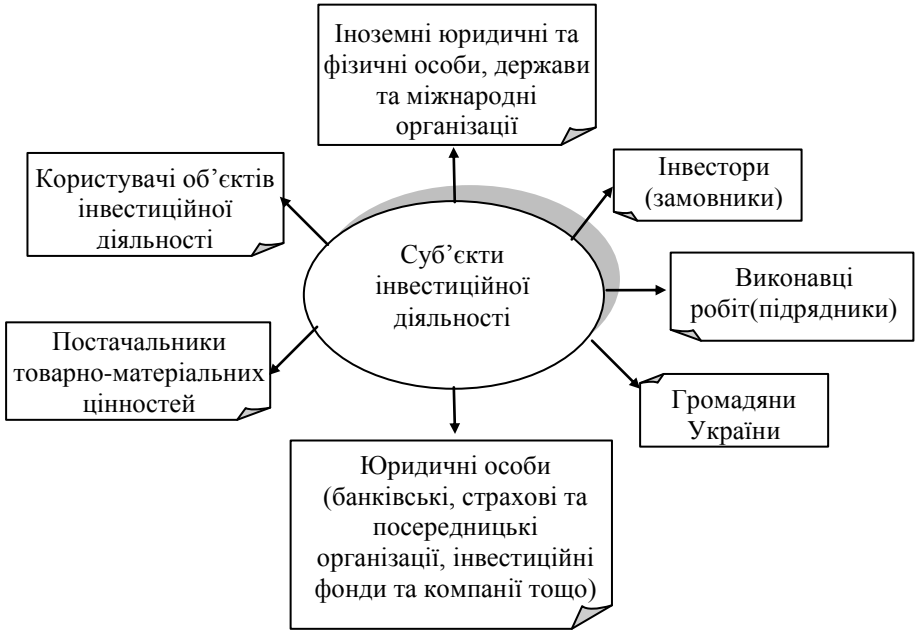 Іноземні юридичні та
фізичні особи, держави
та міжнародні
організації
Користувачі об’єктів
інвестиційної
діяльності
Інвестори
(замовники)
Суб’єкти
інвестиційної
діяльності
Виконавці
робіт(підрядники)
Постачальники
товарно-матеріальних
цінностей
Громадяни
України
Юридичні особи
(банківські, страхові та
посередницькі
організації, інвестиційні
фонди та компанії тощо)